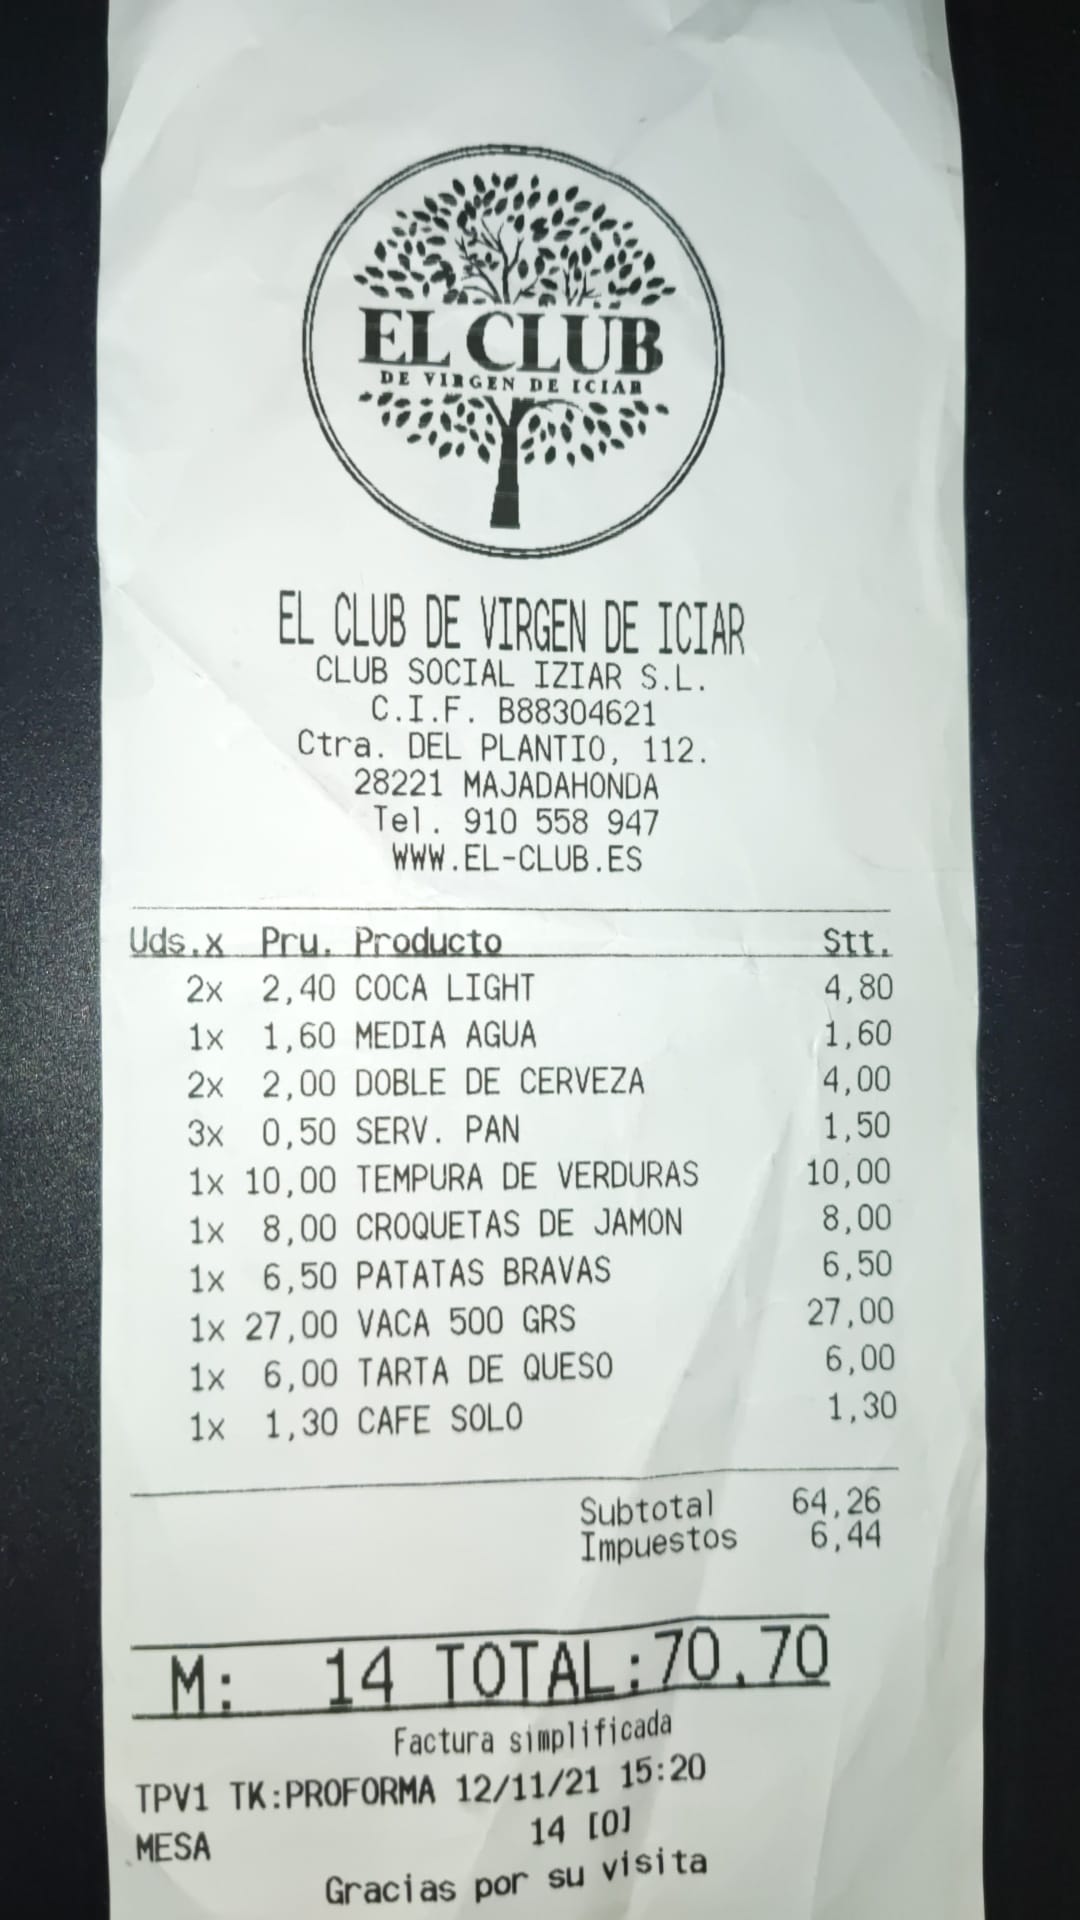 EL CLUB
DE VIRGEN DE ICIAR
EL CLUB DE VIRGEN DE ICIAR
CLUB SOCIAL IZIAR S.L.
C.I.F. B88304621
Ctra. DEL PLANTIO, 112.
28221 MAJADAHONDA
Tel. 910 558 947
WWW.EL-CLUB.ES
Uds.x Pru. Producto Stt.
2x 2,40 COCA LIGHT 4,80
1x 1,60 MEDIA AGUA 1,60
2x 2,00 DOBLE DE CERVEZA 4,00
3x 0,50 SERV. PAN 1,50
1x 10,00 TEMPURA DE VERDURAS 10,00
1x 8,00 CROQUETAS DE JAMON 8,00
1x 6,50 PATATAS BRAVAS 6,50
1x 27,00 VACA 500 GRS 27,00
1x 6,00 TARTA DE QUESO 6,00
1x 1,30 CAFE SOLO 1,30
Subtotal 64,26
Impuestos 6,44
M: 14 TOTAL:70,70
Factura simplificada
TPV1 TK:PROFORMA 12/11/21 15:20
MESA 14 [0]
Gracias por su visita